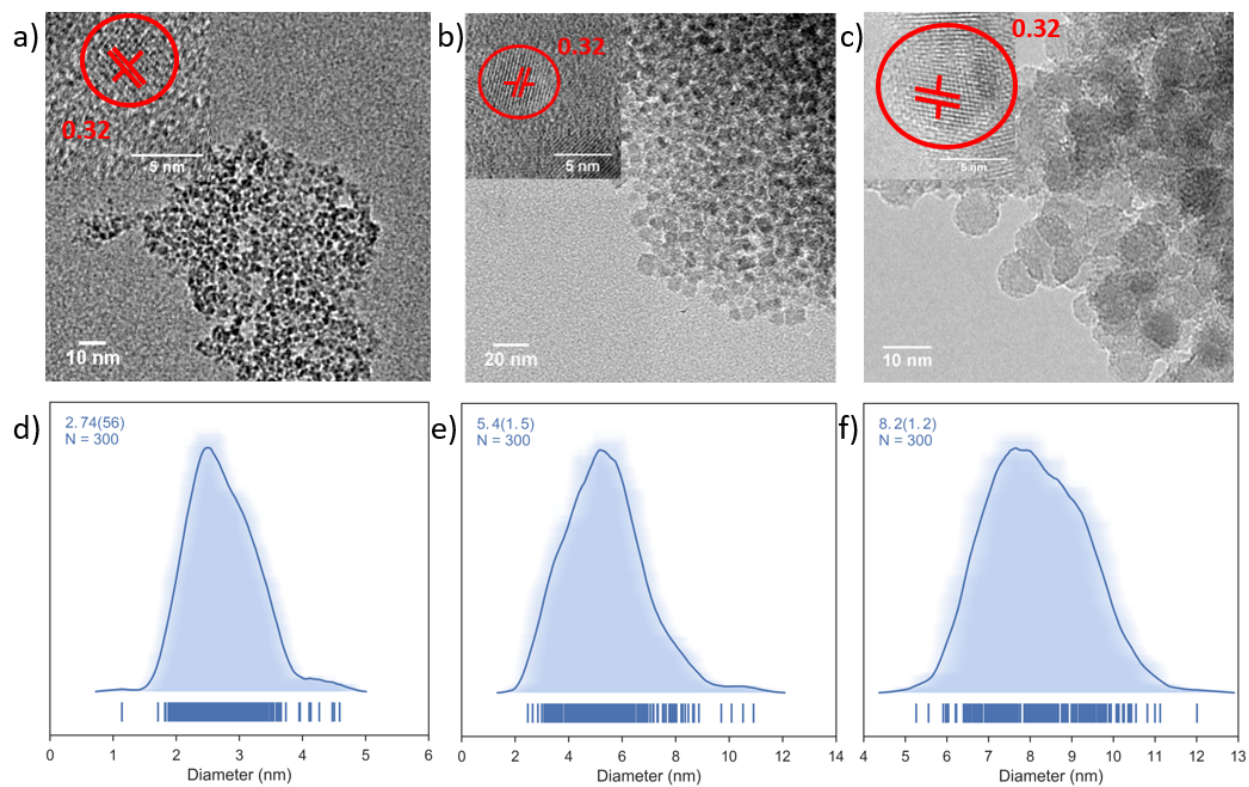 a)
0.32
5 nm
10 nm
b)
0.32
5 nm
20 nm
c)
0.32
5 nm
10 nm
d)
2.74(56)
N = 300
0 1 2 3 4 5 6
Diameter (nm)
e)
5.4(1.5)
N = 300
0 2 4 6 8 10 12 14
Diameter (nm)
f)
8.2(1.2)
N = 300
4 5 6 7 8 9 10 11 12 13
Diameter (nm)